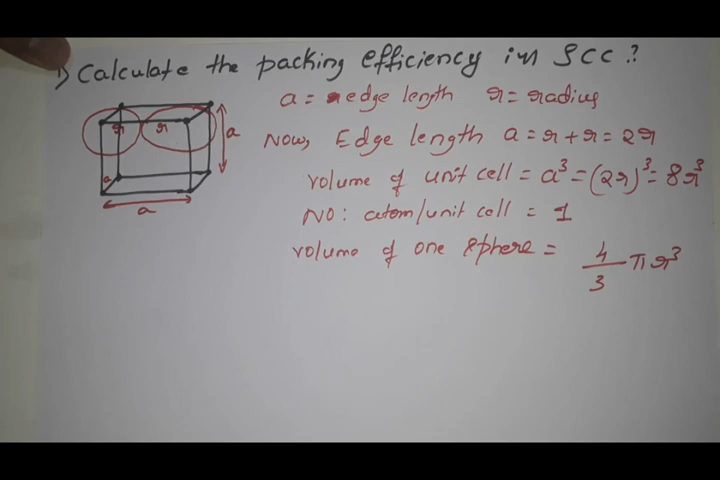 1) Calculate the packing efficiency in SCC?
a = edge length r = radius
r r a
Now, Edge length a = r + r = 2r
volume of unit cell = a³ = (2r)³ = 8r³
a
a
NO: atom/unit cell = 1
volume of one sphere = 4/3 πr³